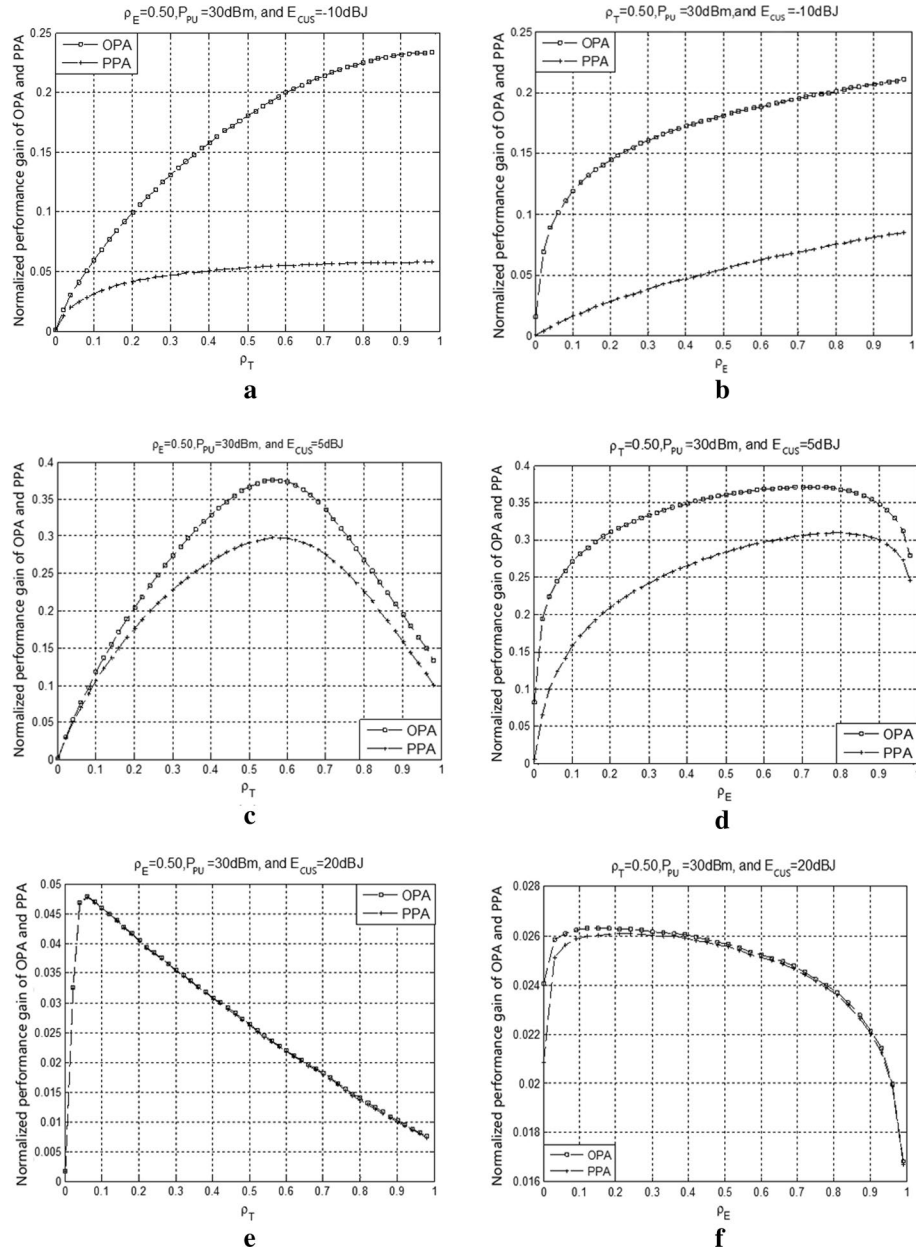 ρE=0.50,PPU=30dBm, and ECUS=-10dBJ
Normalized performance gain of OPA and PPA
OPA
PPA
0.25
0.2
0.15
0.1
0.05
0
0 0.1 0.2 0.3 0.4 0.5 0.6 0.7 0.8 0.9 1
ρT
a
ρT=0.50,PPU=30dBm,and ECUS=-10dBJ
Normalized performance gain of OPA and PPA
OPA
PPA
0.25
0.2
0.15
0.1
0.05
0
0 0.1 0.2 0.3 0.4 0.5 0.6 0.7 0.8 0.9 1
ρE
b
ρE=0.50,PPU=30dBm, and ECUS=5dBJ
Normalized performance gain of OPA and PPA
0.4
0.35
0.3
0.25
0.2
0.15
0.1
0.05
0
OPA
PPA
0 0.1 0.2 0.3 0.4 0.5 0.6 0.7 0.8 0.9 1
ρT
c
ρT=0.50,PPU=30dBm, and ECUS=5dBJ
Normalized performance gain of OPA and PPA
0.4
0.35
0.3
0.25
0.2
0.15
0.1
0.05
0
OPA
PPA
0 0.1 0.2 0.3 0.4 0.5 0.6 0.7 0.8 0.9 1
ρE
d
ρE=0.50,PPU=30dBm, and ECUS=20dBJ
Normalized performance gain of OPA and PPA
OPA
PPA
0.05
0.045
0.04
0.035
0.03
0.025
0.02
0.015
0.01
0.005
0
0 0.1 0.2 0.3 0.4 0.5 0.6 0.7 0.8 0.9 1
ρT
e
ρT=0.50,PPU=30dBm, and ECUS=20dBJ
Normalized performance gain of OPA and PPA
0.028
0.026
0.024
0.022
0.02
0.018
0.016
OPA
PPA
0 0.1 0.2 0.3 0.4 0.5 0.6 0.7 0.8 0.9 1
ρE
f